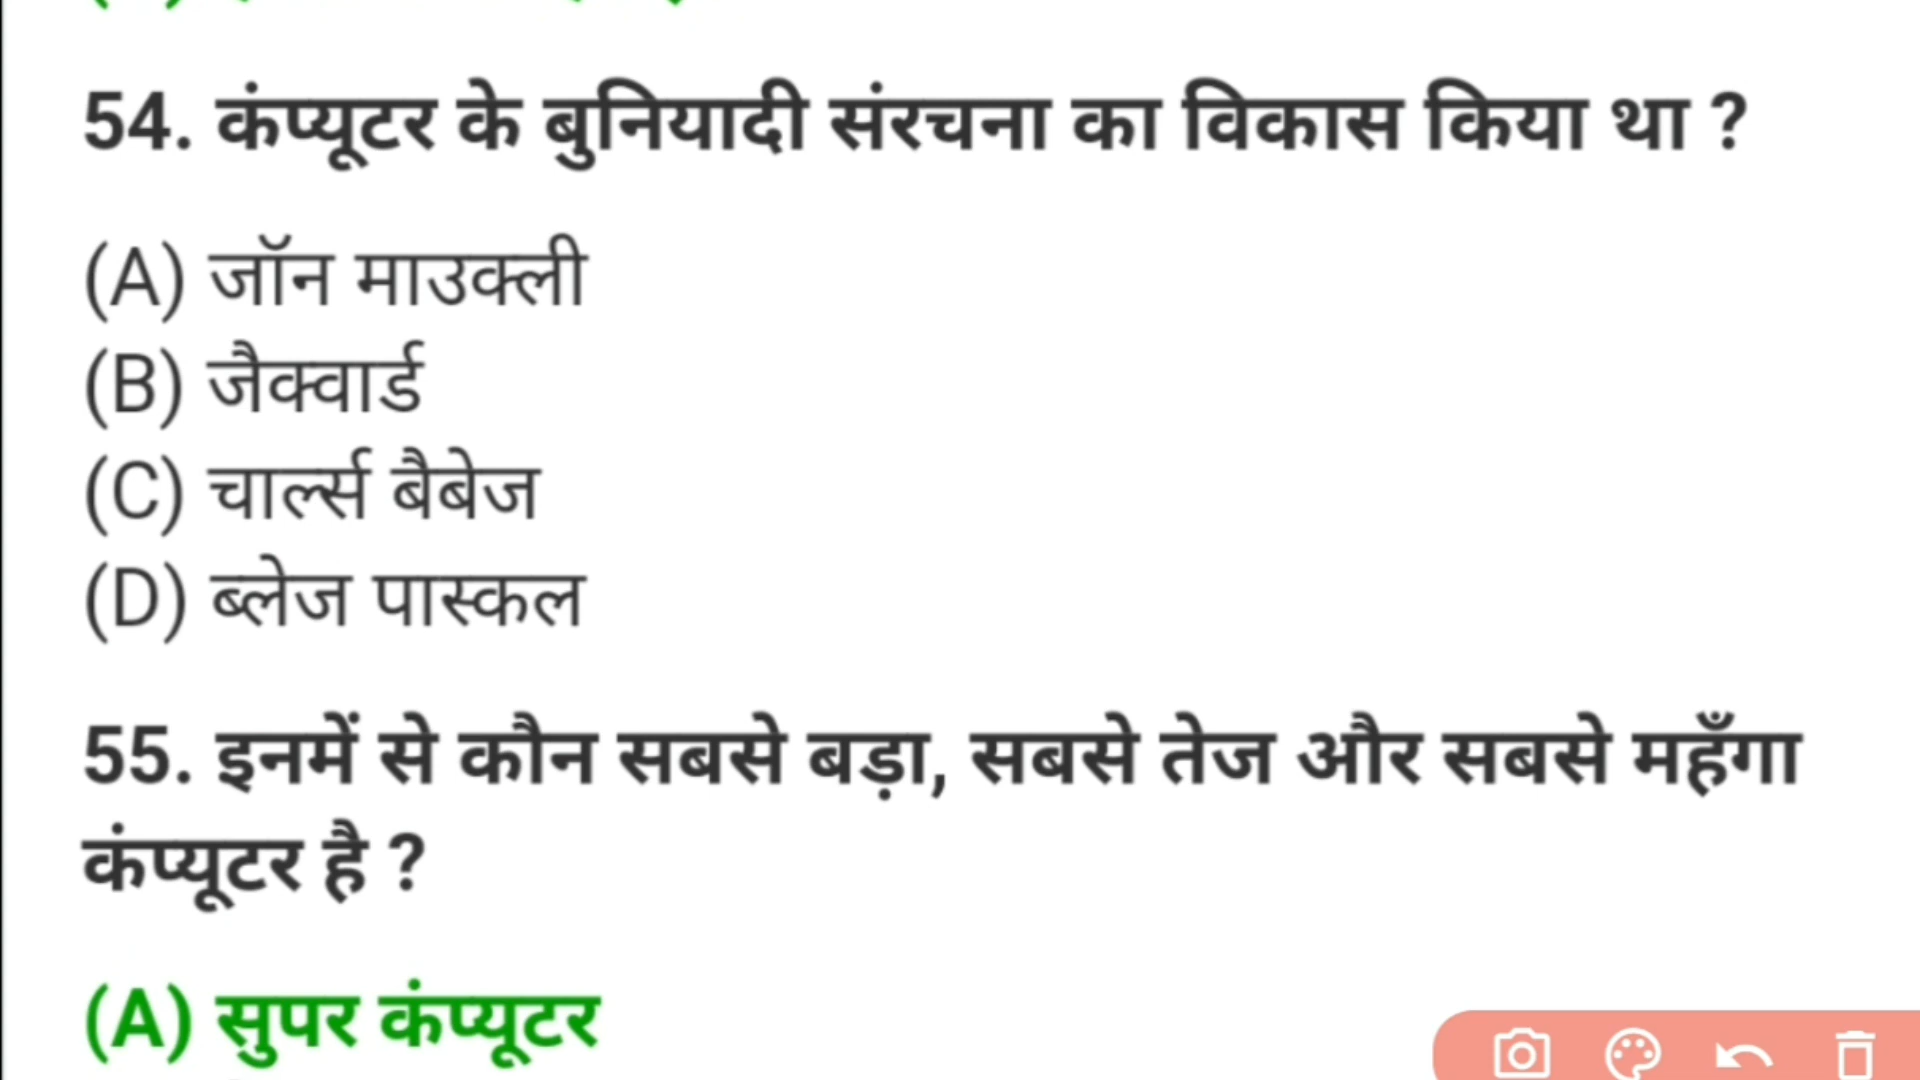 54. कंप्यूटर के बुनियादी संरचना का विकास किया था ?
(A) जॉन माउक्ली
(B) जैक्वार्ड
(C) चार्ल्स बैबेज
(D) ब्लेज पास्कल
55. इनमें से कौन सबसे बड़ा, सबसे तेज और सबसे महँगा
कंप्यूटर है ?
(A) सुपर कंप्यूटर